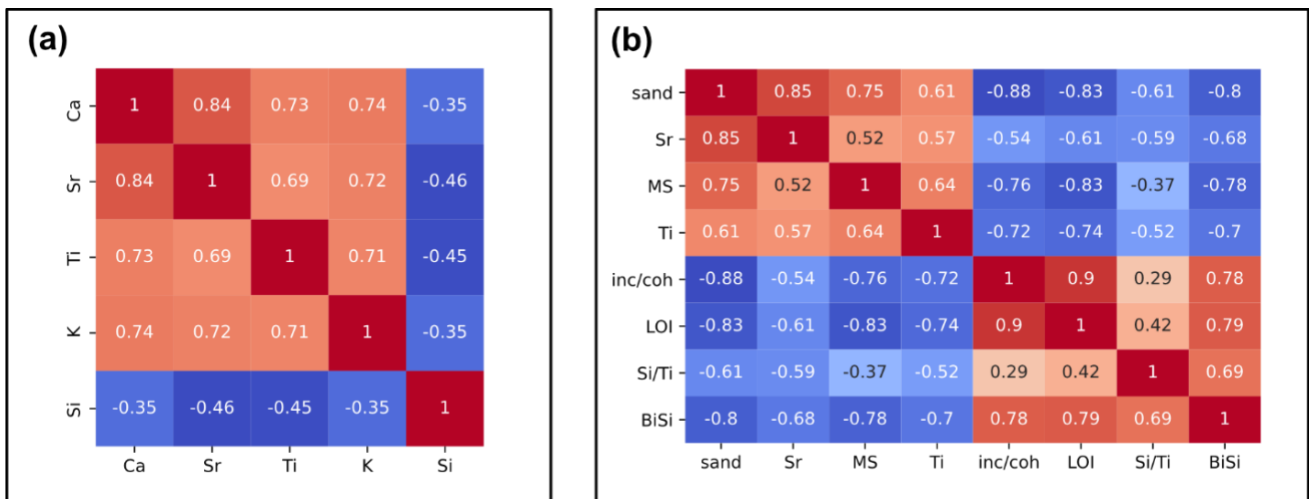 (a)
Ca 1 0.84 0.73 0.74 -0.35
Sr 0.84 1 0.69 0.72 -0.46
Ti 0.73 0.69 1 0.71 -0.45
K 0.74 0.72 0.71 1 -0.35
Si -0.35 -0.46 -0.45 -0.35 1
Ca Sr Ti K Si
(b)
sand 1 0.85 0.75 0.61 -0.88 -0.83 -0.61 -0.8
Sr 0.85 1 0.52 0.57 -0.54 -0.61 -0.59 -0.68
MS 0.75 0.52 1 0.64 -0.76 -0.83 -0.37 -0.78
Ti 0.61 0.57 0.64 1 -0.72 -0.74 -0.52 -0.7
inc/coh -0.88 -0.54 -0.76 -0.72 1 0.9 0.29 0.78
LOI -0.83 -0.61 -0.83 -0.74 0.9 1 0.42 0.79
Si/Ti -0.61 -0.59 -0.37 -0.52 0.29 0.42 1 0.69
BiSi -0.8 -0.68 -0.78 -0.7 0.78 0.79 0.69 1
sand Sr MS Ti inc/coh LOI Si/Ti BiSi